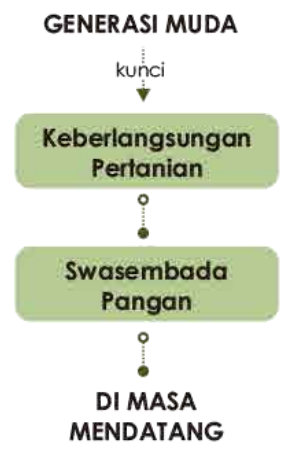 GENERASI MUDA
kunci
Keberlangsungan
Pertanian
Swasembada
Pangan
DI MASA
MENDATANG